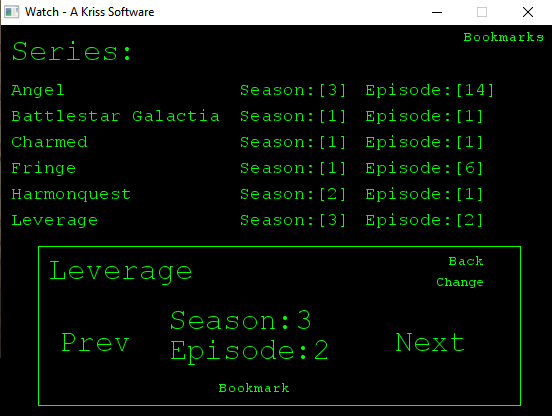 Watch - A Kriss Software
Bookmarks
Series:
Angel Season:[3] Episode:[14]
Battlestar Galactia Season:[1] Episode:[1]
Charmed Season:[1] Episode:[1]
Fringe Season:[1] Episode:[6]
Harmonquest Season:[2] Episode:[1]
Leverage Season:[3] Episode:[2]
Leverage
Back
Change
Season:3
Prev Episode:2 Next
Bookmark